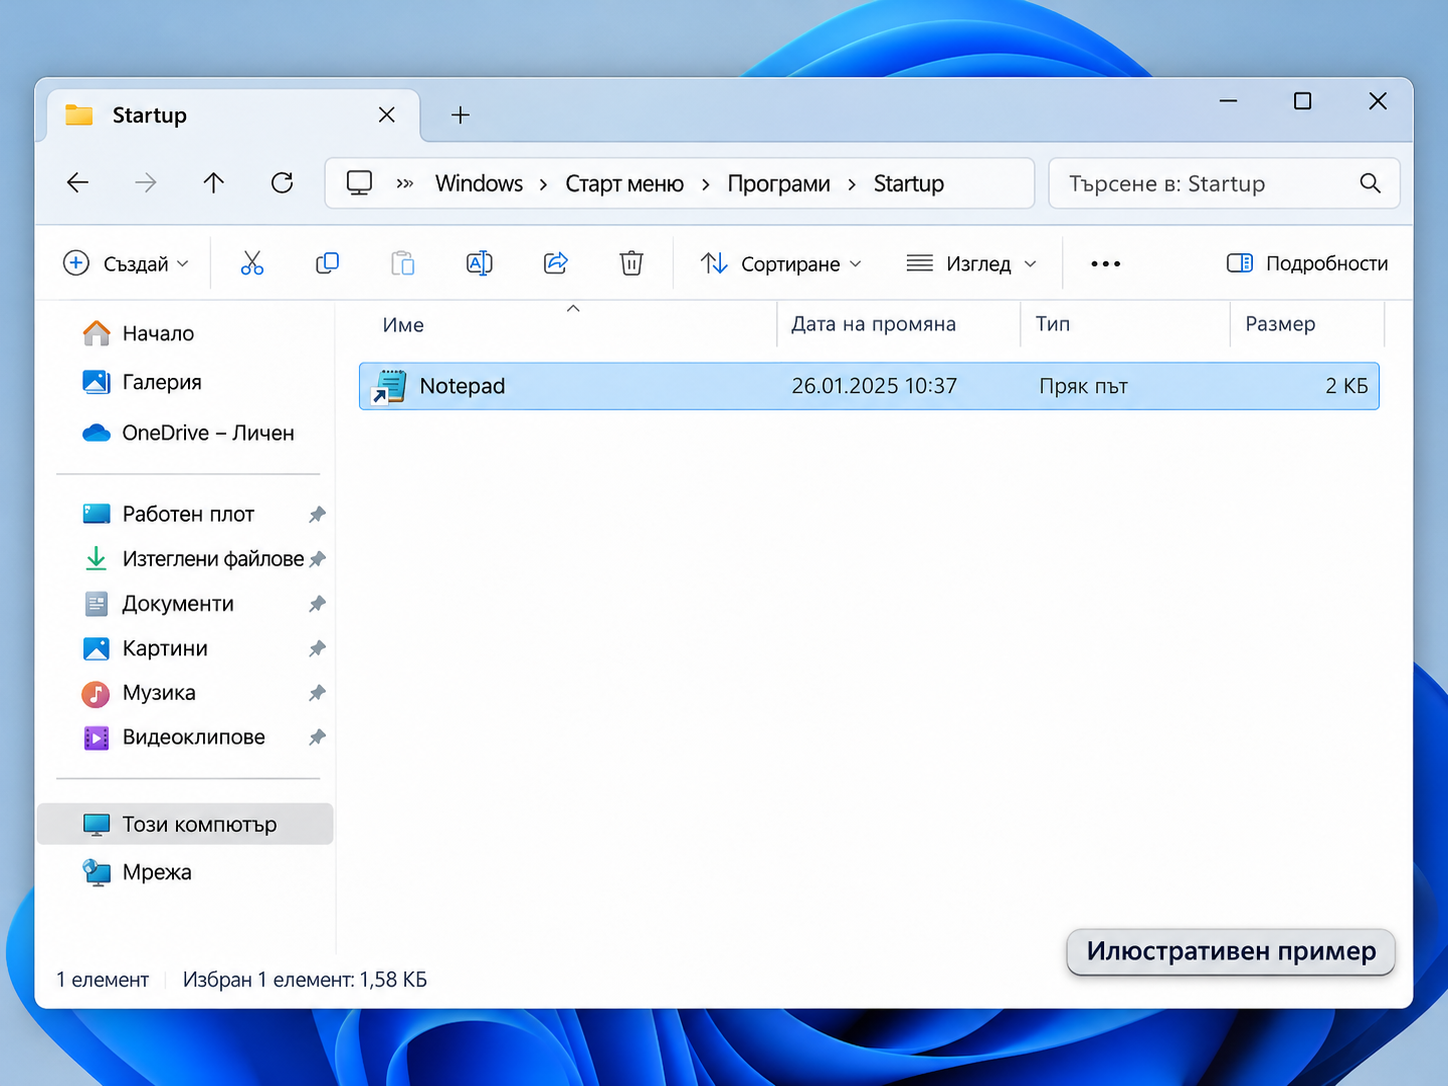 Startup
Windows › Старт меню › Програми › Startup
Търсене в: Startup
Създай
Сортиране
Изглед
Подробности
Име
Дата на промяна
Тип
Размер
Notepad
26.01.2025 10:37
Пряк път
2 КБ
Начало
Галерия
OneDrive – Личен
Работен плот
Изтеглени файлове
Документи
Картини
Музика
Видеоклипове
Този компютър
Мрежа
Илюстративен пример
1 елемент
Избран 1 елемент: 1,58 КБ